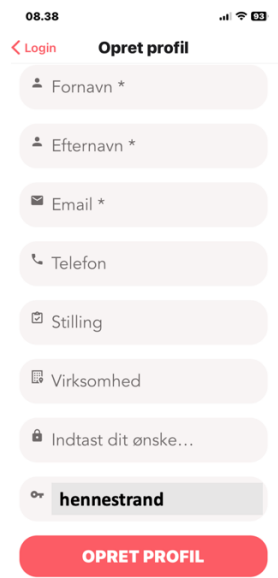 08.38
93
Login
Opret profil
Fornavn *
Efternavn *
Email *
Telefon
Stilling
Virksomhed
Indtast dit ønske...
hennestrand
OPRET PROFIL